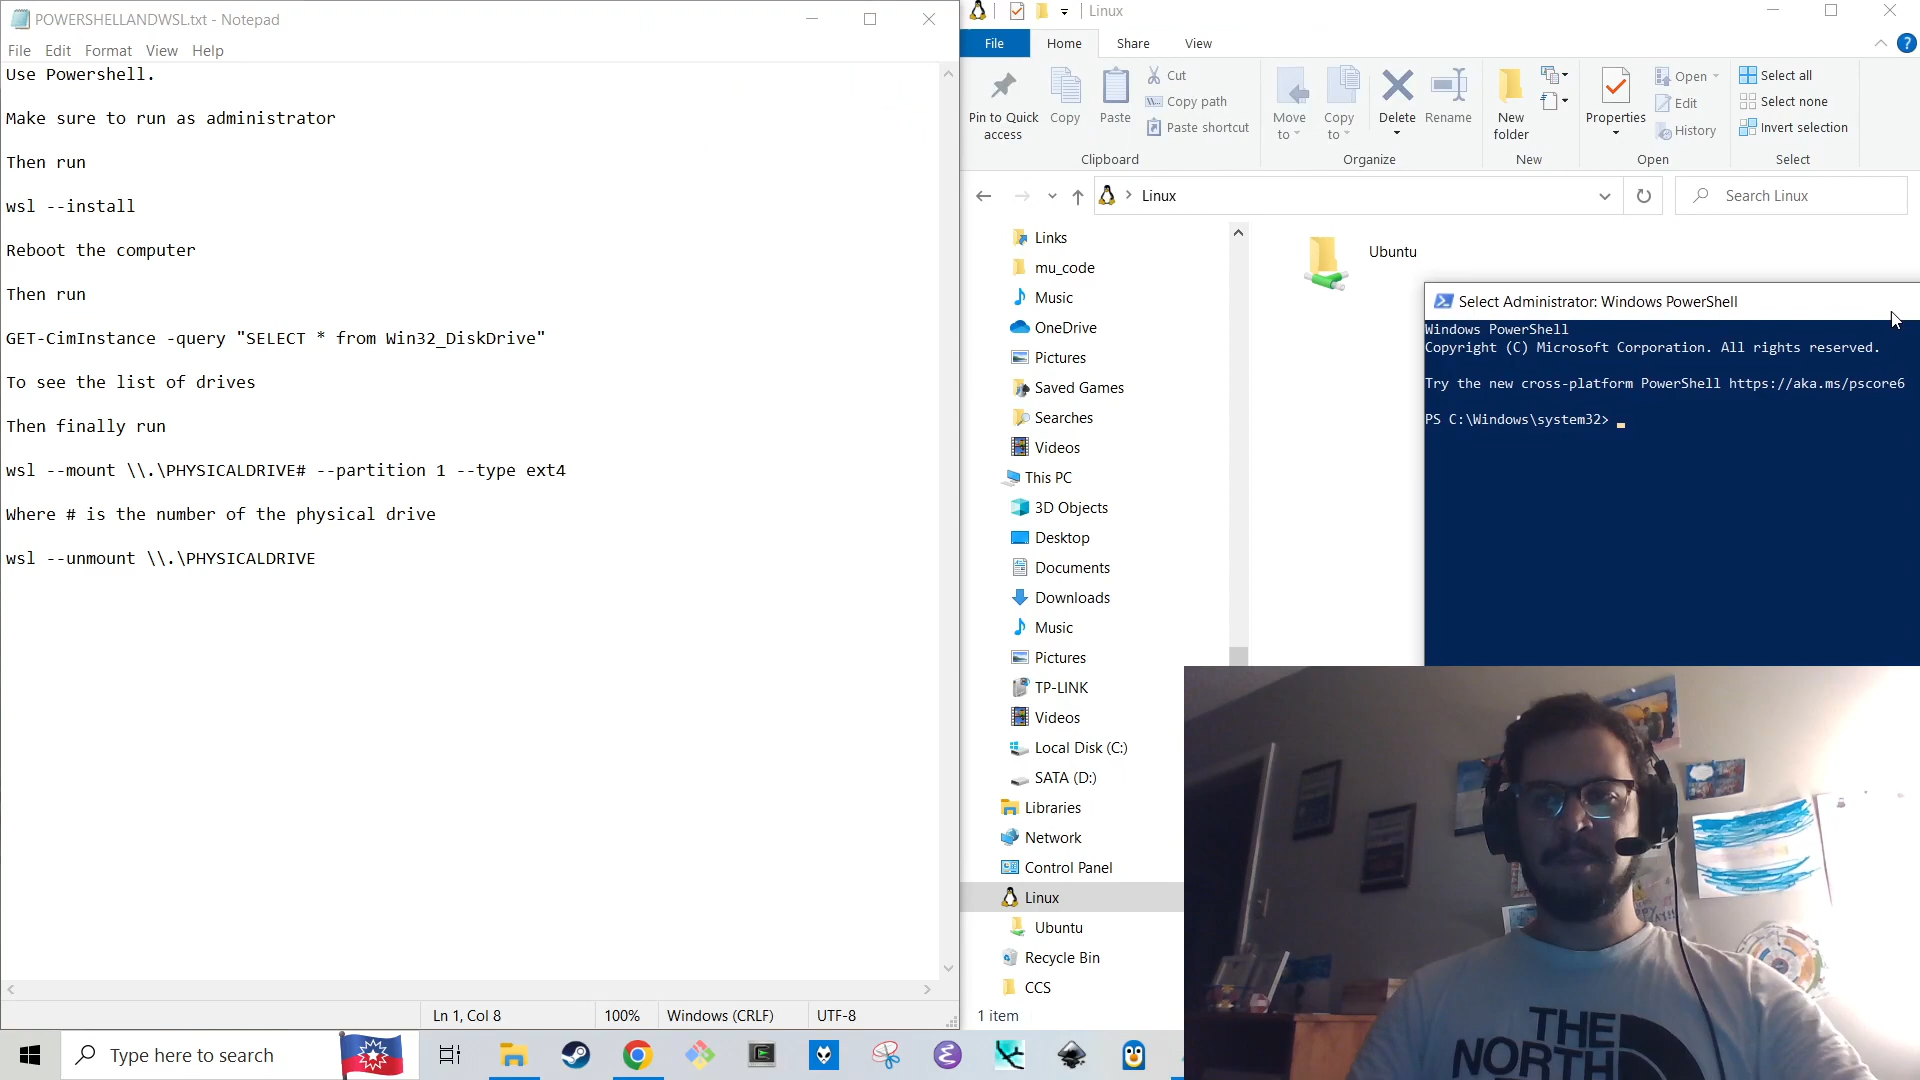 POWERSHELLANDWSL.txt - Notepad
File Edit Format View Help
Use Powershell.
Make sure to run as administrator
Then run
wsl --install
Reboot the computer
Then run
GET-CimInstance -query "SELECT * from Win32_DiskDrive"
To see the list of drives
Then finally run
wsl --mount \\.\PHYSICALDRIVE# --partition 1 --type ext4
Where # is the number of the physical drive
wsl --unmount \\.\PHYSICALDRIVE
Ln 1, Col 8
100%
Windows (CRLF)
UTF-8
Linux
File Home Share View
Pin to Quick access
Copy
Paste
Cut
Copy path
Paste shortcut
Clipboard
Move to
Copy to
Delete
Rename
Organize
New folder
New
Properties
Open
Edit
History
Open
Select all
Select none
Invert selection
Select
Linux
Search Linux
Links
mu_code
Music
OneDrive
Pictures
Saved Games
Searches
Videos
This PC
3D Objects
Desktop
Documents
Downloads
Music
Pictures
TP-LINK
Videos
Local Disk (C:)
SATA (D:)
Libraries
Network
Control Panel
Linux
Ubuntu
Recycle Bin
CCS
1 item
Ubuntu
Select Administrator: Windows PowerShell
Windows PowerShell
Copyright (C) Microsoft Corporation. All rights reserved.
Try the new cross-platform PowerShell https://aka.ms/pscore6
PS C:\Windows\system32>
THE
NORTH
Type here to search